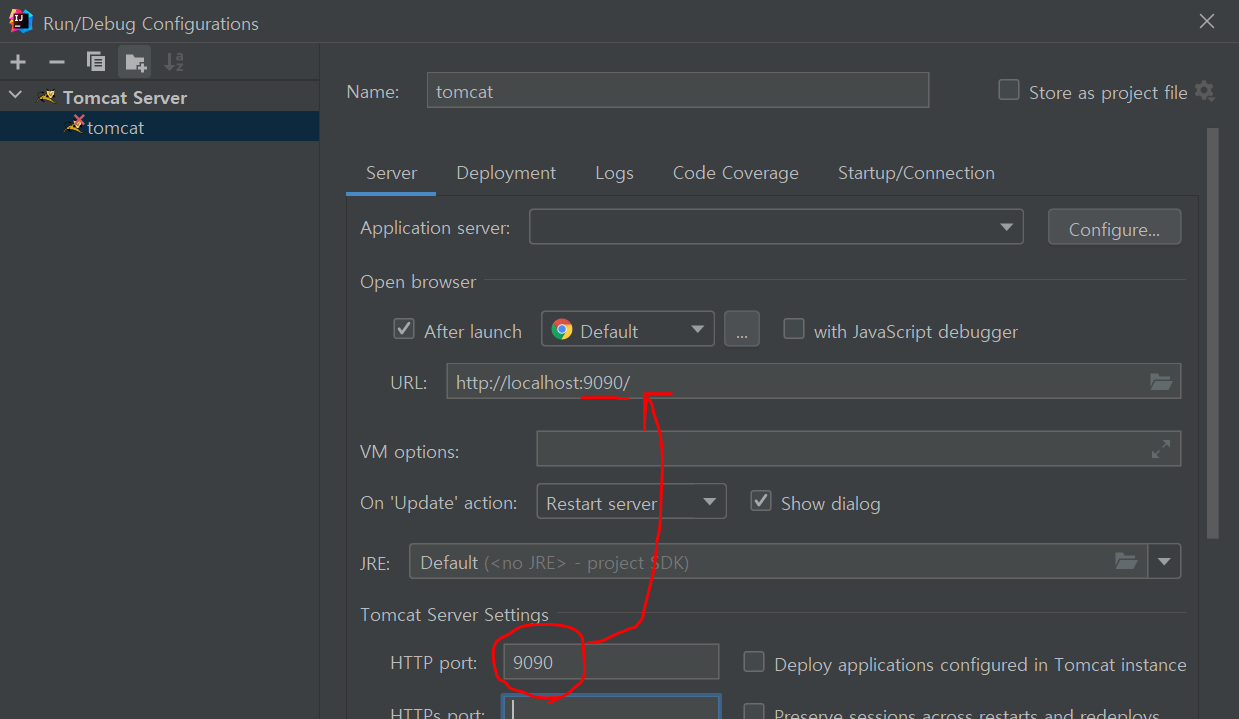 Run/Debug Configurations
Tomcat Server
tomcat
Name: tomcat Store as project file
Server Deployment Logs Code Coverage Startup/Connection
Application server: Configure...
Open browser
After launch Default ... with JavaScript debugger
URL: http://localhost:9090/
VM options:
On 'Update' action: Restart server Show dialog
JRE: Default (<no JRE> - project SDK)
Tomcat Server Settings
HTTP port: 9090 Deploy applications configured in Tomcat instance
HTTPs port: Preserve sessions across restarts and redeploys